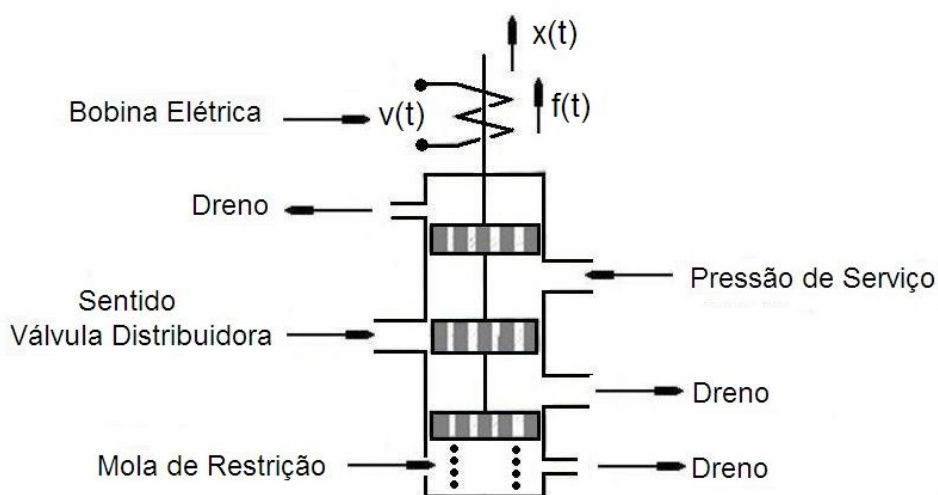 x(t)
Bobina Elétrica
v(t)
f(t)
Dreno
Pressão de Serviço
Sentido
Válvula Distribuidora
Dreno
Mola de Restrição
Dreno